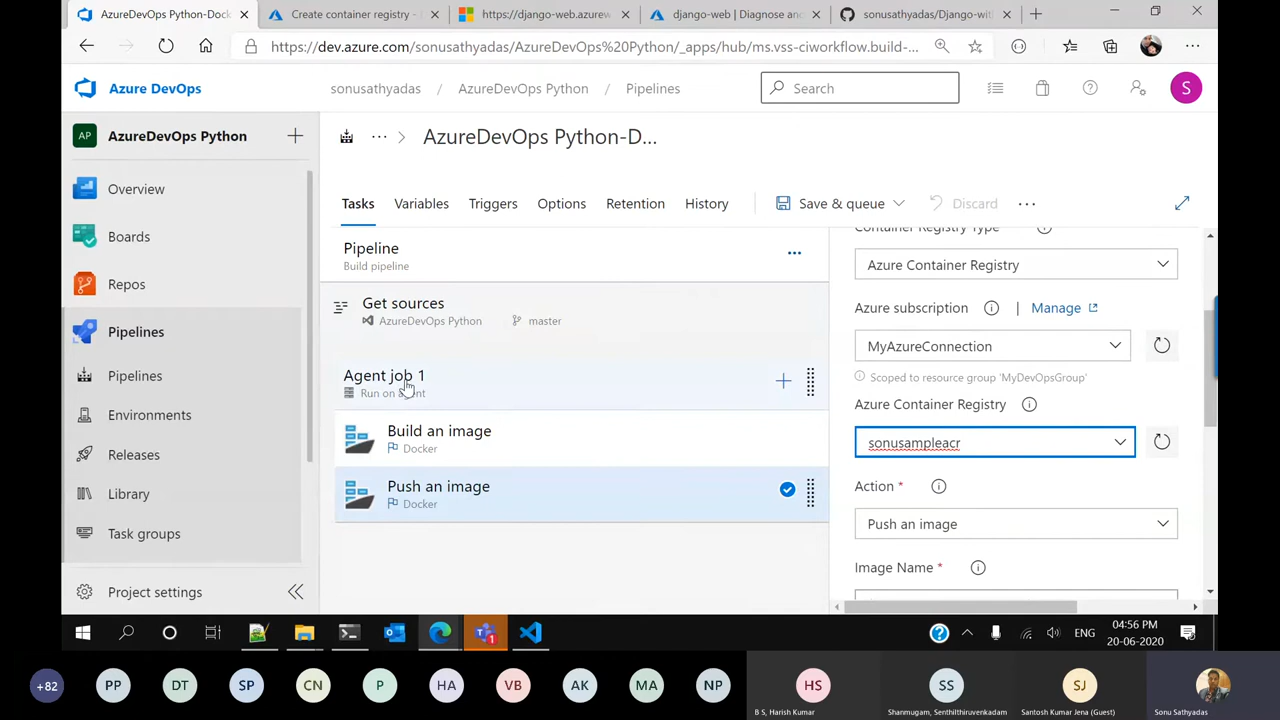 AzureDevOps Python-Dock
Create container registry -
https://django-web.azurew
django-web | Diagnose an
sonusathyadas/Django-wit
https://dev.azure.com/sonusathyadas/AzureDevOps%20Python/_apps/hub/ms.vss-ciworkflow.build-...
Azure DevOps
sonusathyadas / AzureDevOps Python / Pipelines
Search
S
AP AzureDevOps Python
AzureDevOps Python-D...
Overview
Boards
Repos
Pipelines
Pipelines
Environments
Releases
Library
Task groups
Project settings
Tasks Variables Triggers Options Retention History Save & queue Discard
Pipeline
Build pipeline
Get sources
AzureDevOps Python master
Agent job 1
Run on agent
Build an image
Docker
Push an image
Docker
Container Registry Type
Azure Container Registry
Azure subscription | Manage
MyAzureConnection
Scoped to resource group 'MyDevOpsGroup'
Azure Container Registry
sonusampleacr
Action *
Push an image
Image Name *
ENG
04:56 PM
20-06-2020
1
+82 PP DT SP CN P HA VB AK MA NP HS SS SJ
B S, Harish Kumar
Shanmugam, Senthilthiruvenkadam
Santosh Kumar Jena (Guest)
Sonu Sathyadas